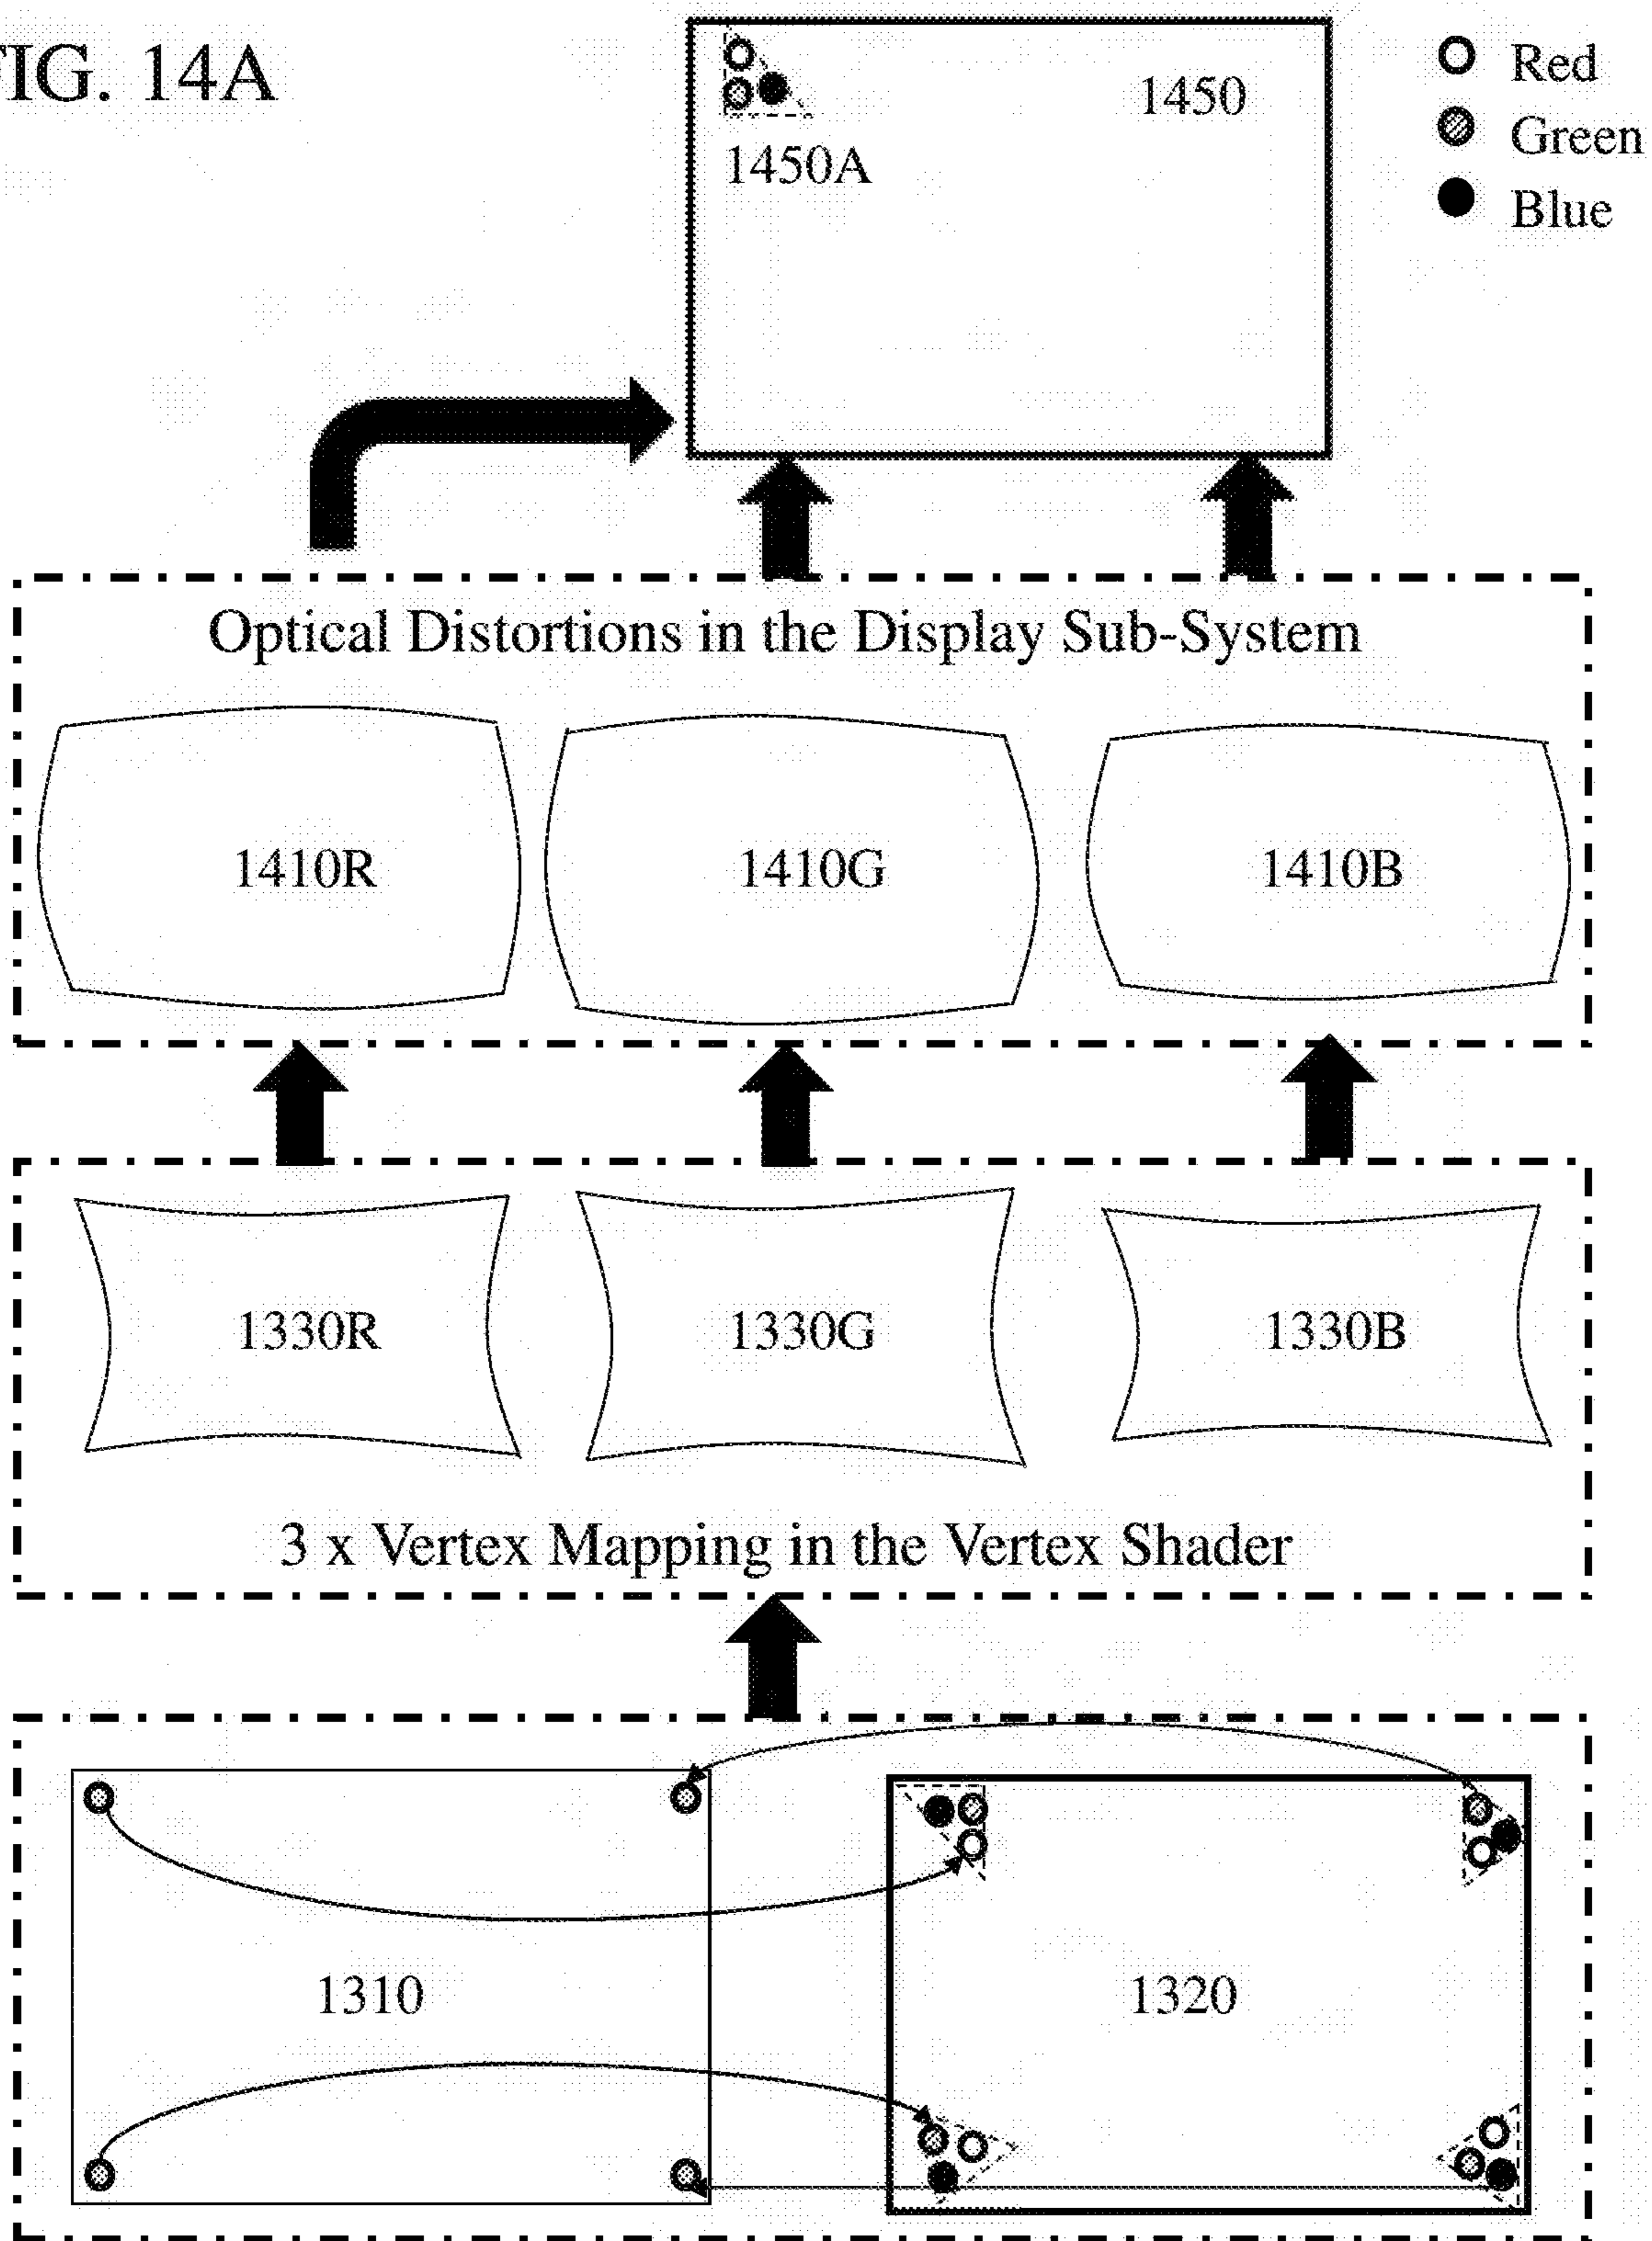 IG. 14A
1450
1450A
Red
Green
Blue
Optical Distortions in the Display Sub-System
1410R
1410G
1410B
1330R
1330G
1330B
3 x Vertex Mapping in the Vertex Shader
1310
1320